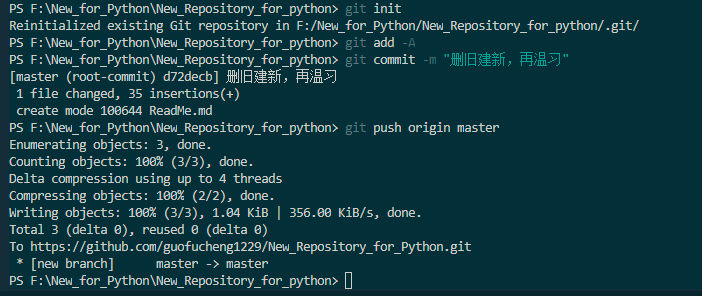 PS F:\New_for_Python\New_Repository_for_python> git init
Reinitialized existing Git repository in F:/New_for_Python/New_Repository_for_python/.git/
PS F:\New_for_Python\New_Repository_for_python> git add -A
PS F:\New_for_Python\New_Repository_for_python> git commit -m "删旧建新，再温习"
[master (root-commit) d72decb] 删旧建新，再温习
 1 file changed, 35 insertions(+)
 create mode 100644 ReadMe.md
PS F:\New_for_Python\New_Repository_for_python> git push origin master
Enumerating objects: 3, done.
Counting objects: 100% (3/3), done.
Delta compression using up to 4 threads
Compressing objects: 100% (2/2), done.
Writing objects: 100% (3/3), 1.04 KiB | 356.00 KiB/s, done.
Total 3 (delta 0), reused 0 (delta 0)
To https://github.com/guofucheng1229/New_Repository_for_Python.git
 * [new branch]      master -> master
PS F:\New_for_Python\New_Repository_for_python>